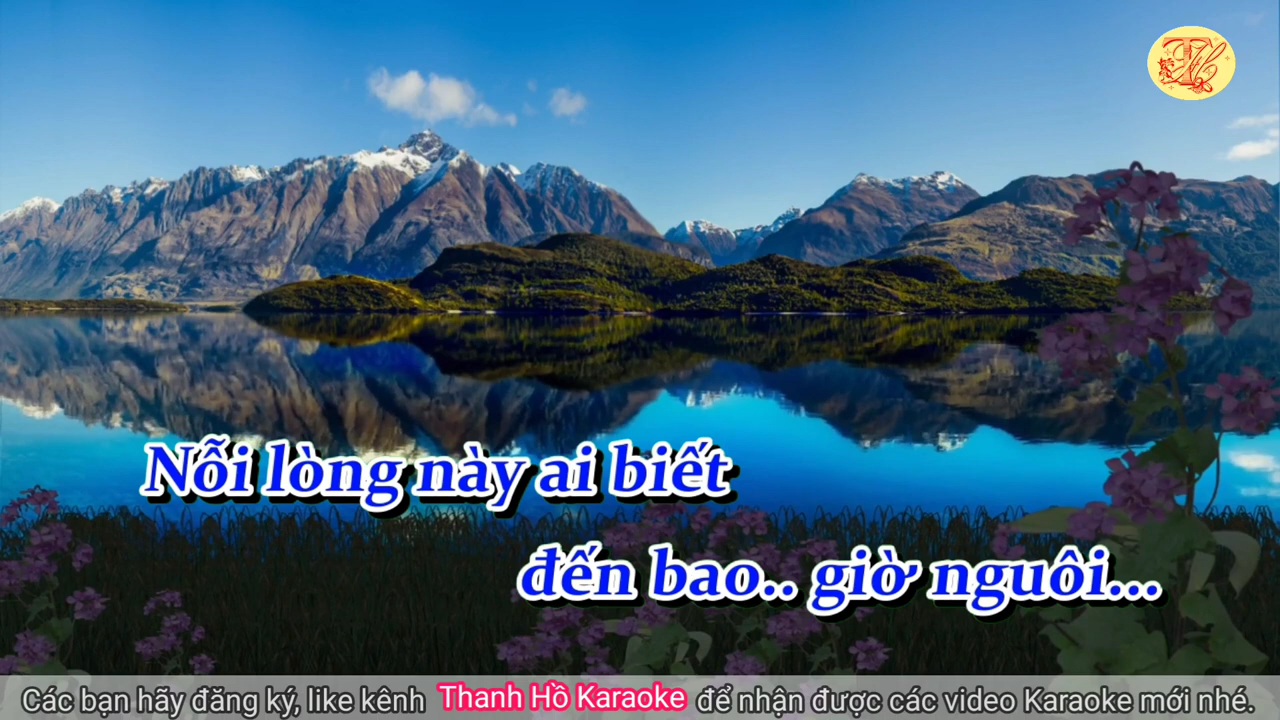 Nỗi lòng này ai biết
đến bao.. giờ nguôi...
Các bạn hãy đăng ký, like kênh Thanh Hồ Karaoke để nhận được các video Karaoke mới nhé.